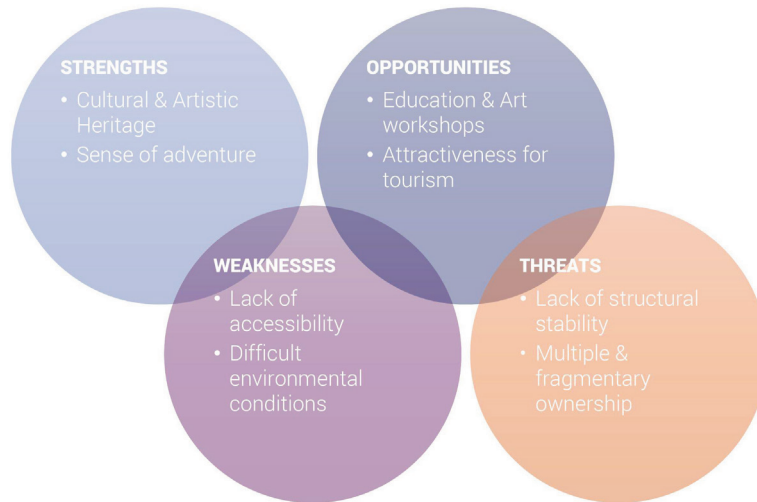 STRENGTHS
• Cultural & Artistic
Heritage
• Sense of adventure
OPPORTUNITIES
• Education & Art
workshops
• Attractiveness for
tourism
WEAKNESSES
• Lack of
accessibility
• Difficult
environmental
conditions
THREATS
• Lack of structural
stability
• Multiple &
fragmentary
ownership